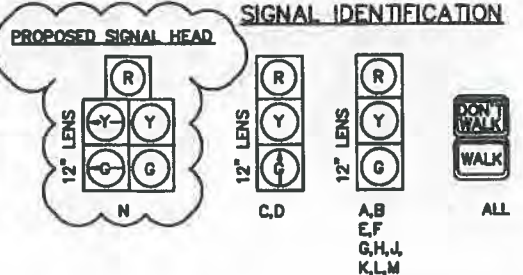 SIGNAL IDENTIFICATION
PROPOSED SIGNAL HEAD
R
Y Y
G G
12" LENS
N
R
Y
G
12" LENS
C,D
R
Y
G
12" LENS
A,B
E,F
G,H,J,
K,L,M
DON'T
WALK
WALK
ALL